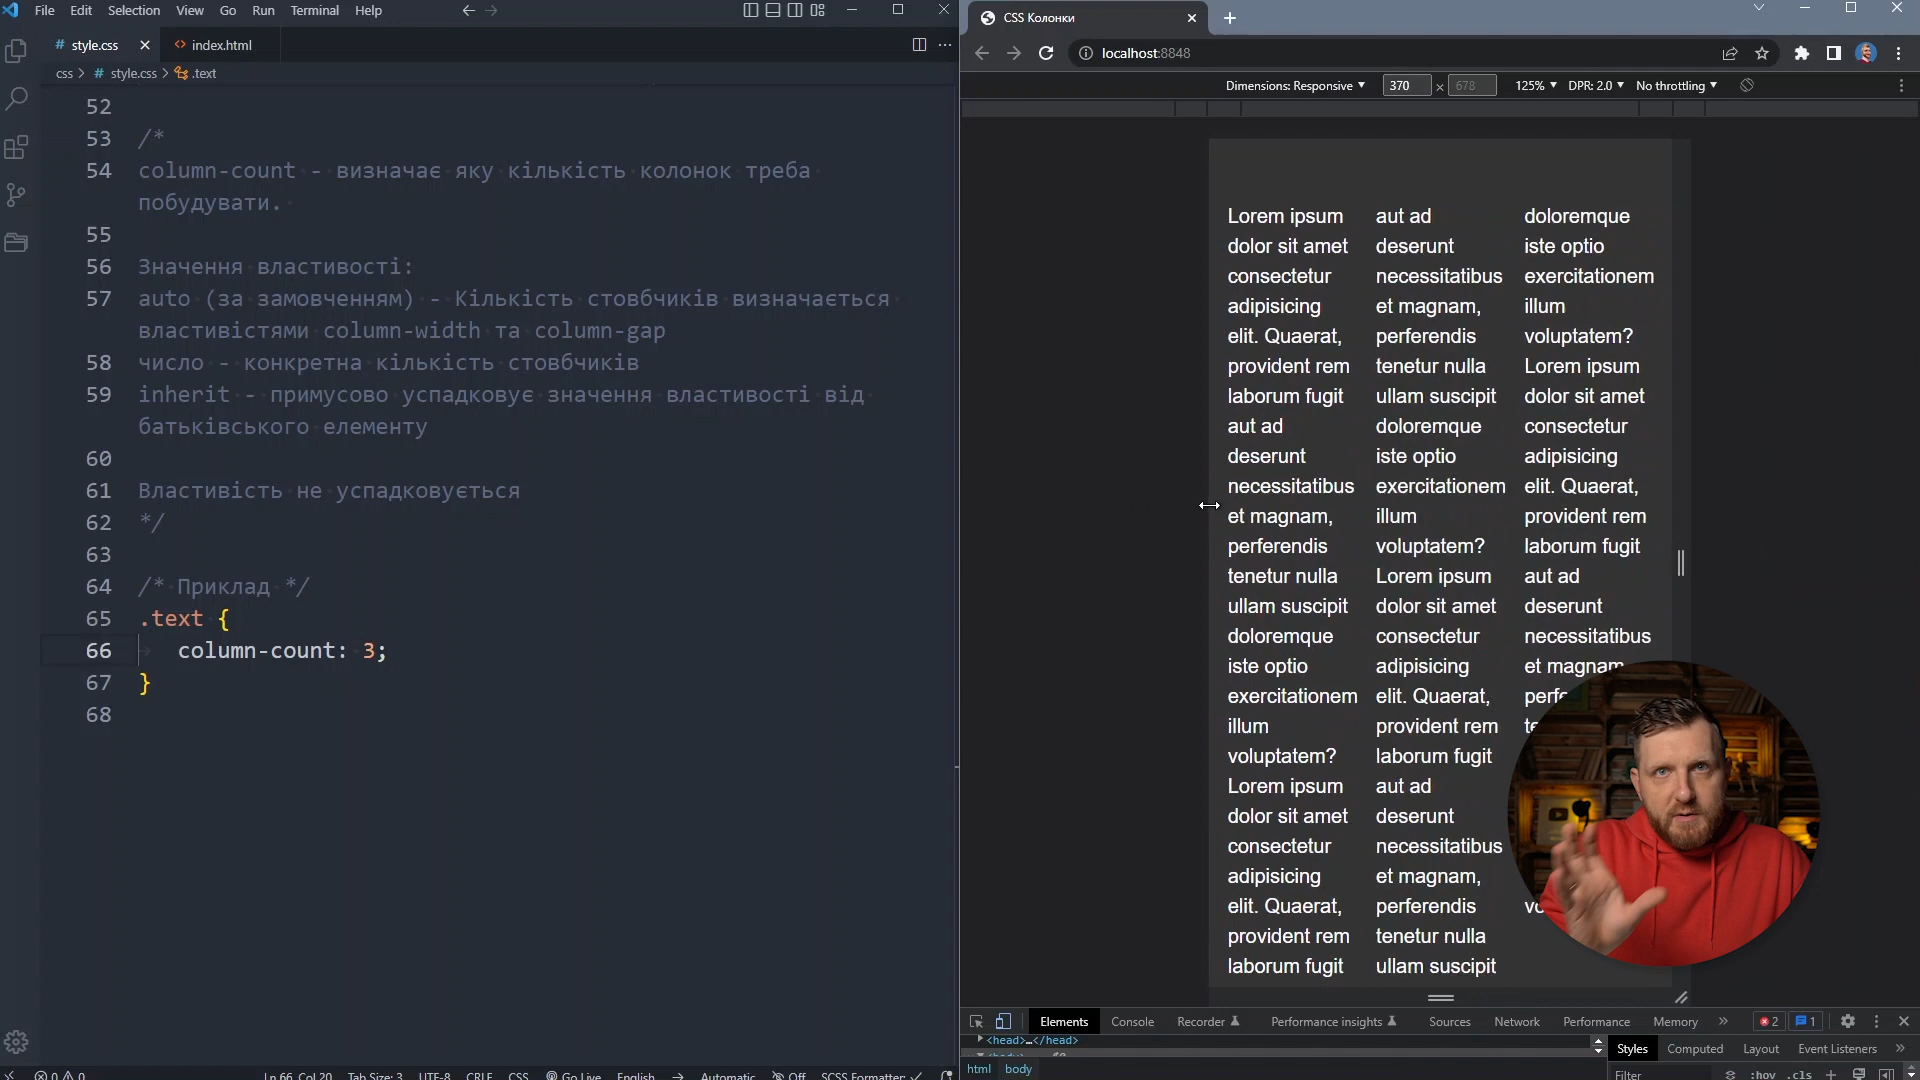 File Edit Selection View Go Run Terminal Help
# style.css
<> index.html
css > # style.css > .text
52
53 /*
54 column-count - визначає яку кількість колонок треба
побудувати.
55
56 Значення властивості:
57 auto (за замовченням) - Кількість стовбчиків визначається
властивістями column-width та column-gap
58 число - конкретна кількість стовбчиків
59 inherit - примусово успадковує значення властивості від
батьківського елементу
60
61 Властивість не успадковується
62 */
63
64 /* Приклад */
65 .text {
66 column-count: 3;
67 }
68
Ln 66, Col 20 Tab Size: 3 UTF-8 CRLF CSS Go Live English Automatic Off SCSS Formatter:
CSS Колонки
localhost:8848
Dimensions: Responsive 370 × 678 125% DPR: 2.0 No throttling
Lorem ipsum
dolor sit amet
consectetur
adipisicing
elit. Quaerat,
provident rem
laborum fugit
aut ad
deserunt
necessitatibus
et magnam,
perferendis
tenetur nulla
ullam suscipit
doloremque
iste optio
exercitationem
illum
voluptatem?
Lorem ipsum
dolor sit amet
consectetur
adipisicing
elit. Quaerat,
provident rem
laborum fugit
aut ad
deserunt
necessitatibus
et magnam,
perferendis
tenetur nulla
ullam suscipit
doloremque
iste optio
exercitationem
illum
voluptatem?
Lorem ipsum
dolor sit amet
consectetur
adipisicing
elit. Quaerat,
provident rem
laborum fugit
aut ad
deserunt
necessitatibus
et magnam,
perferendis
tenetur nulla
ullam suscipit
doloremque
iste optio
exercitationem
illum
voluptatem?
Lorem ipsum
dolor sit amet
consectetur
adipisicing
elit. Quaerat,
provident rem
laborum fugit
aut ad
deserunt
necessitatibus
et magnam
Elements Console Recorder Performance insights Sources Network Performance Memory » 2 1
<head>…</head>
html body
Styles Computed Layout Event Listeners »
Filter :hov .cls +